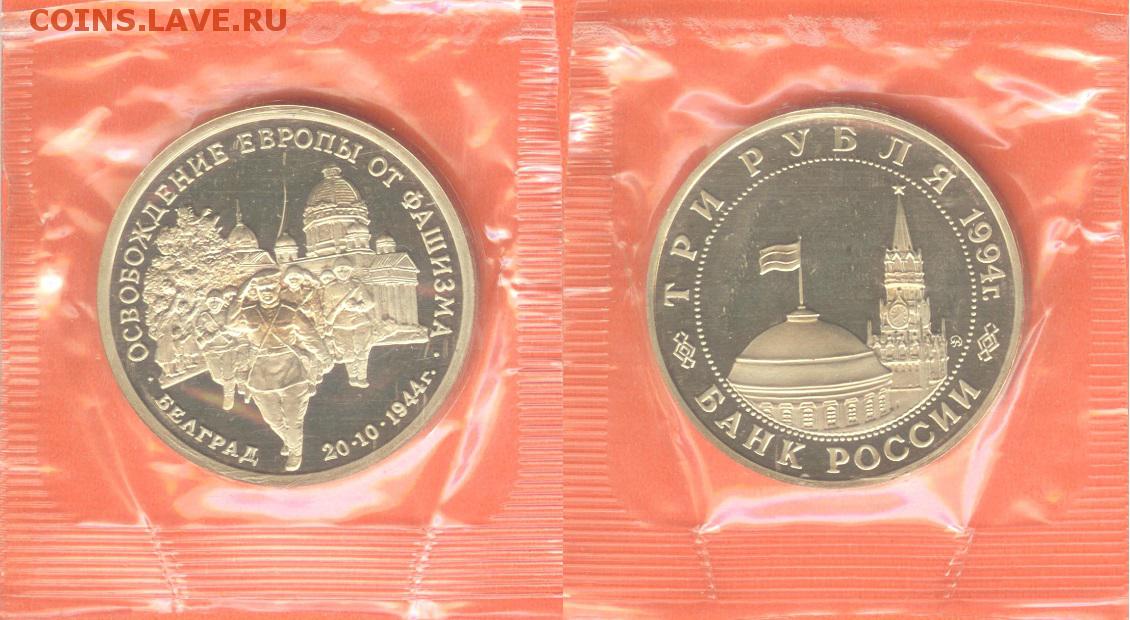 COINS.LAVE.RU
ОСВОБОЖДЕНИЕ ЕВРОПЫ ОТ ФАШИЗМА
· БЕЛГРАД 20·10·1944г. ·
ТРИ РУБЛЯ 1994г.
БАНК РОССИИ